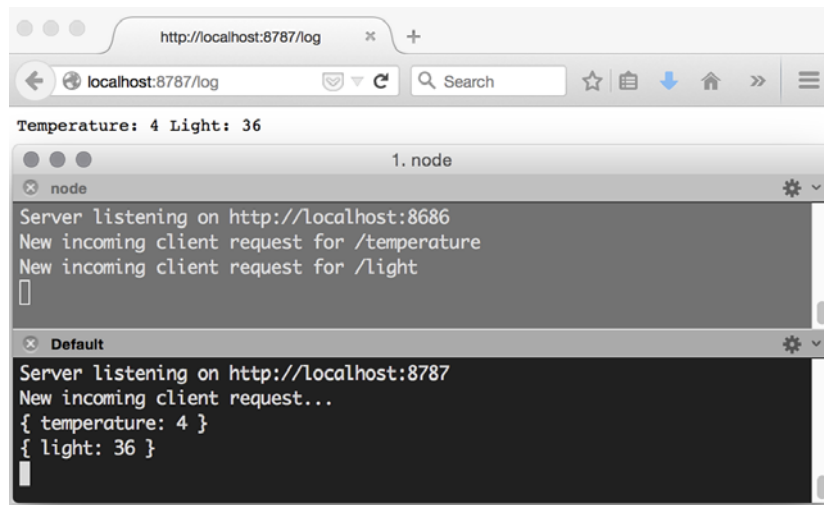 http://localhost:8787/log
localhost:8787/log
Search
Temperature: 4 Light: 36
1. node
node
Server listening on http://localhost:8686
New incoming client request for /temperature
New incoming client request for /light
Default
Server listening on http://localhost:8787
New incoming client request...
{ temperature: 4 }
{ light: 36 }